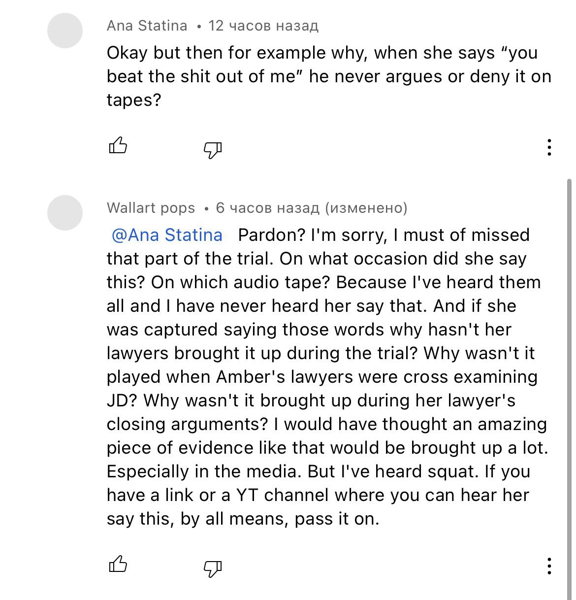 Ana Statina • 12 часов назад
Okay but then for example why, when she says “you
beat the shit out of me” he never argues or deny it on
tapes?
Wallart pops • 6 часов назад (изменено)
@Ana Statina Pardon? I'm sorry, I must of missed
that part of the trial. On what occasion did she say
this? On which audio tape? Because I've heard them
all and I have never heard her say that. And if she
was captured saying those words why hasn't her
lawyers brought it up during the trial? Why wasn't it
played when Amber's lawyers were cross examining
JD? Why wasn't it brought up during her lawyer's
closing arguments? I would have thought an amazing
piece of evidence like that would be brought up a lot.
Especially in the media. But I've heard squat. If you
have a link or a YT channel where you can hear her
say this, by all means, pass it on.